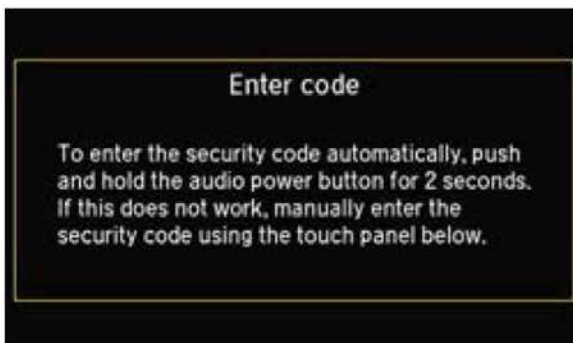 Enter code
To enter the security code automatically, push
and hold the audio power button for 2 seconds.
If this does not work, manually enter the
security code using the touch panel below.